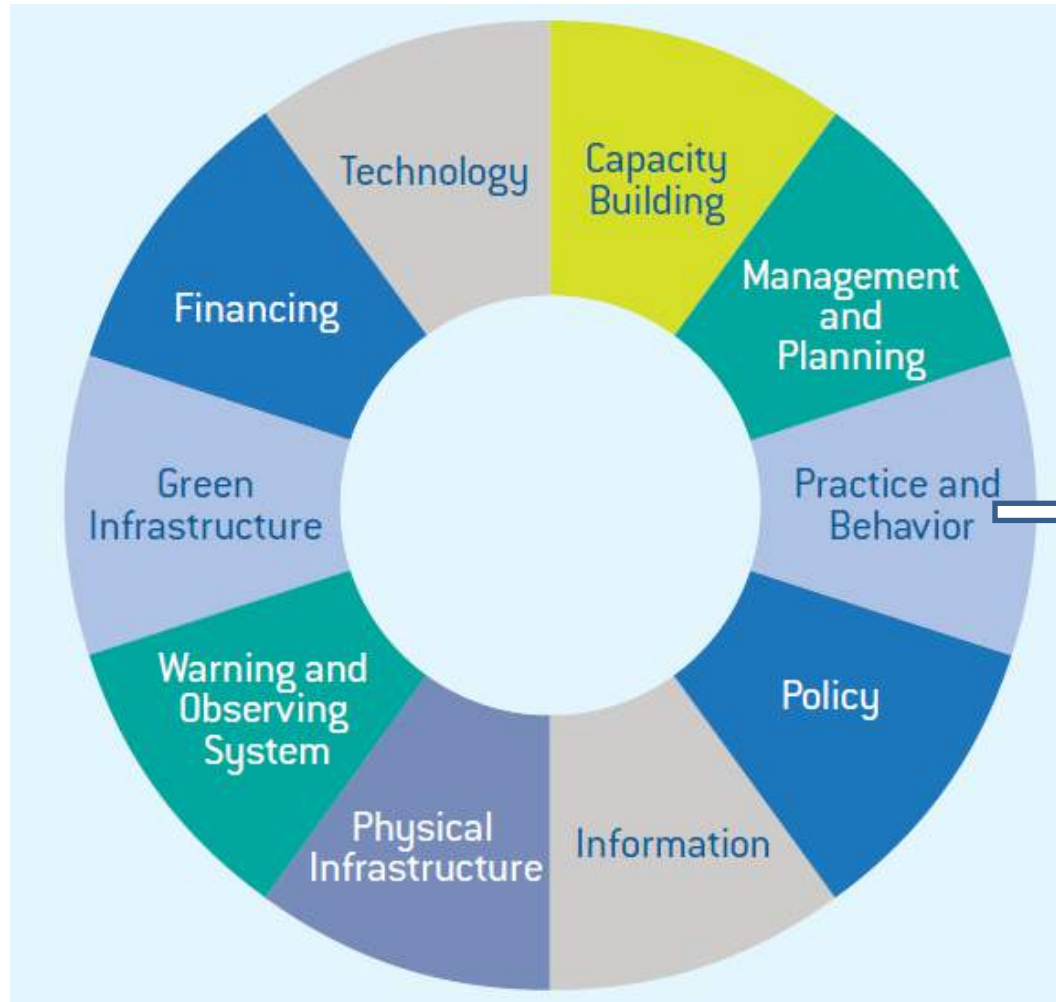 Technology
Capacity
Building
Management
and
Planning
Practice and
Behavior
Policy
Information
Physical
Infrastructure
Warning and
Observing
System
Green
Infrastructure
Financing